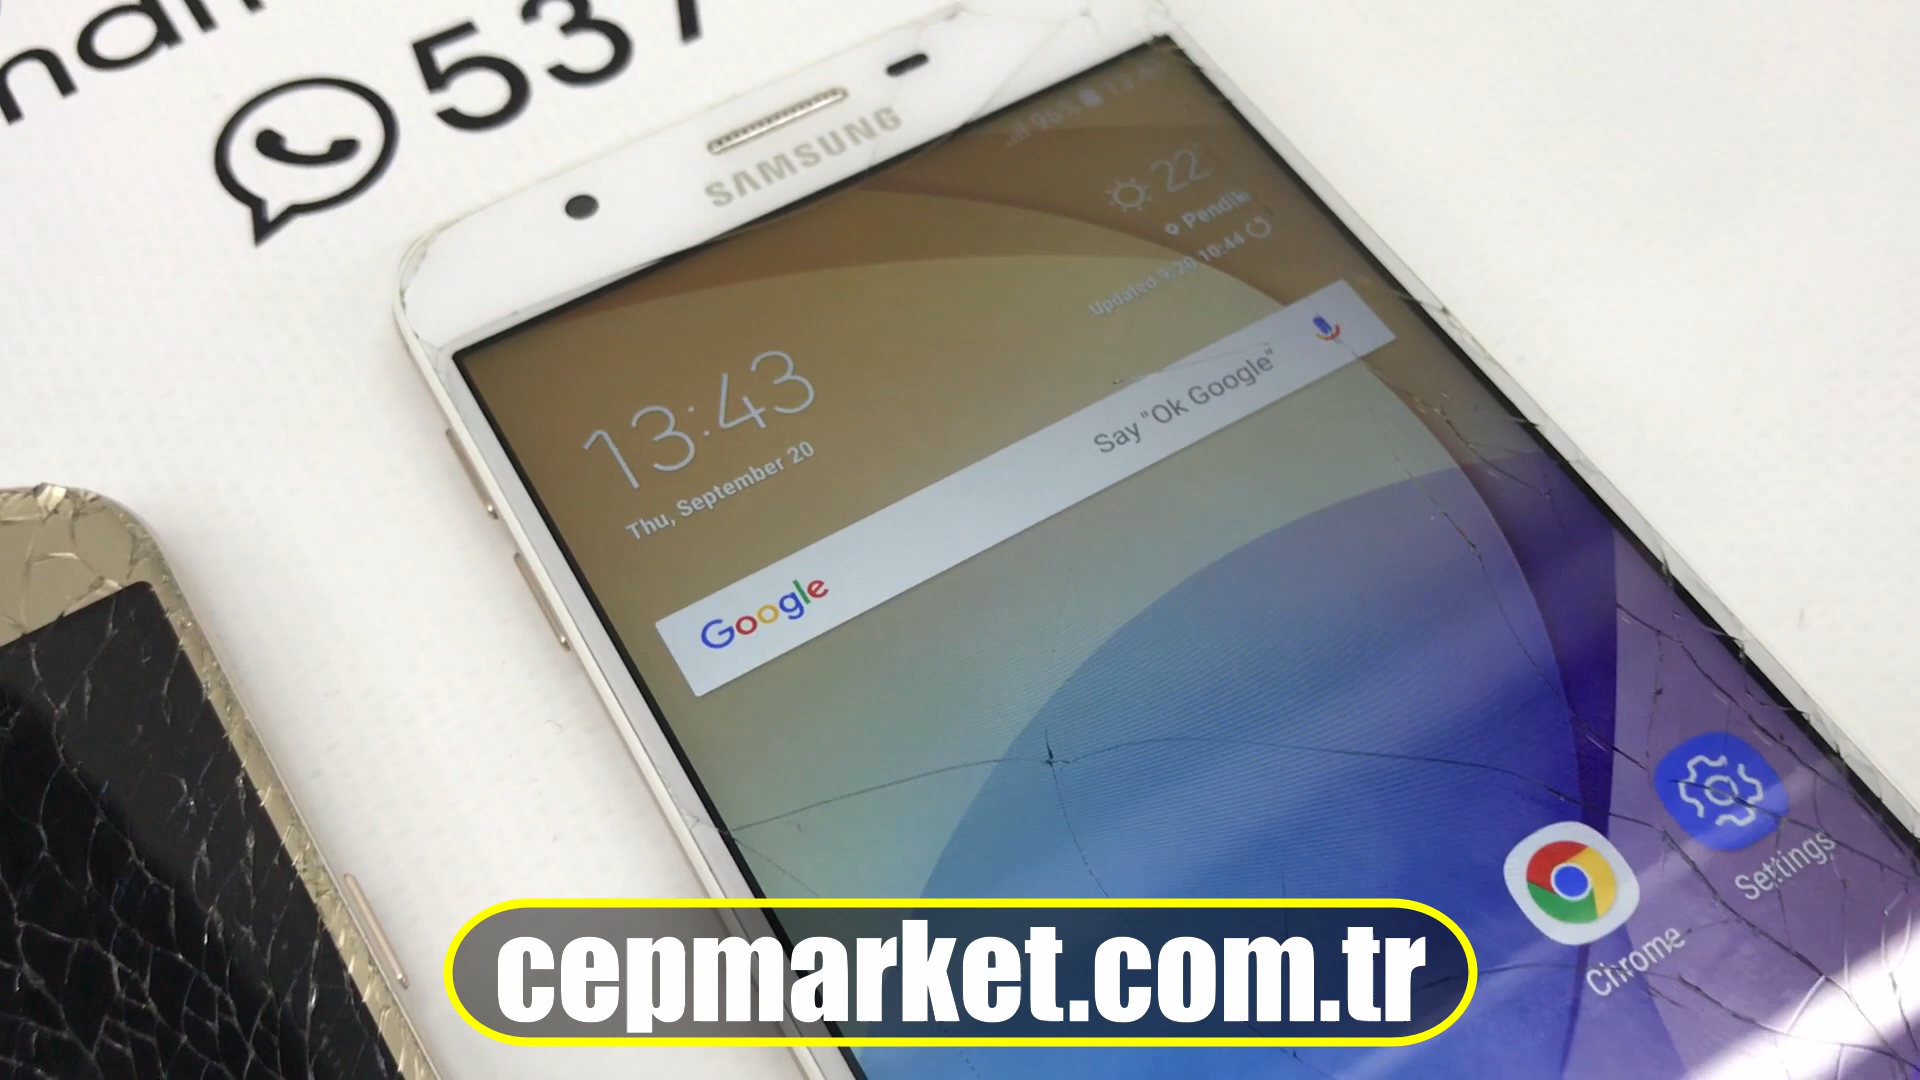 537
SAMSUNG
96%
22°
Pendik
Updated 9/20 10:44
13:43
Thu, September 20
Google
Say "Ok Google"
Settings
Chrome
cepmarket.com.tr